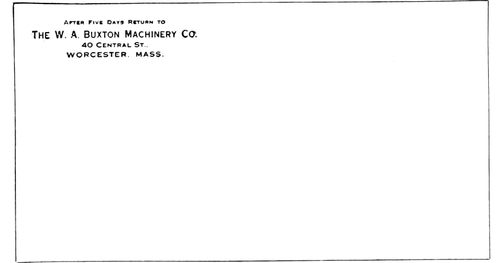 After Five Days Return to
The W. A. Buxton Machinery Co.
40 Central St.,
Worcester, Mass.